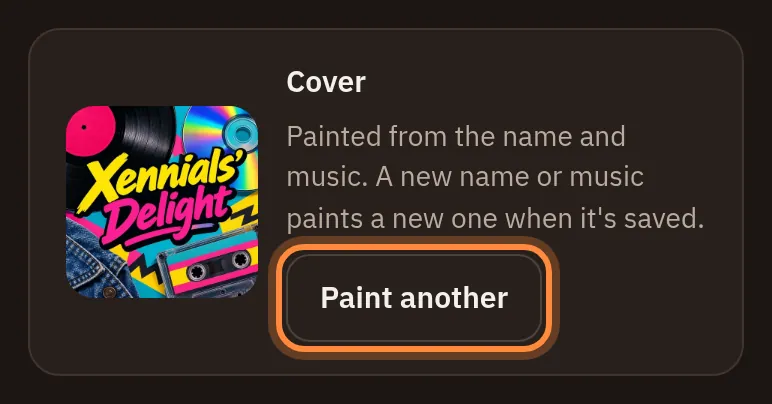 Cover
Painted from the name and
music. A new name or music
paints a new one when it's saved.
Xennials'
Delight
Paint another